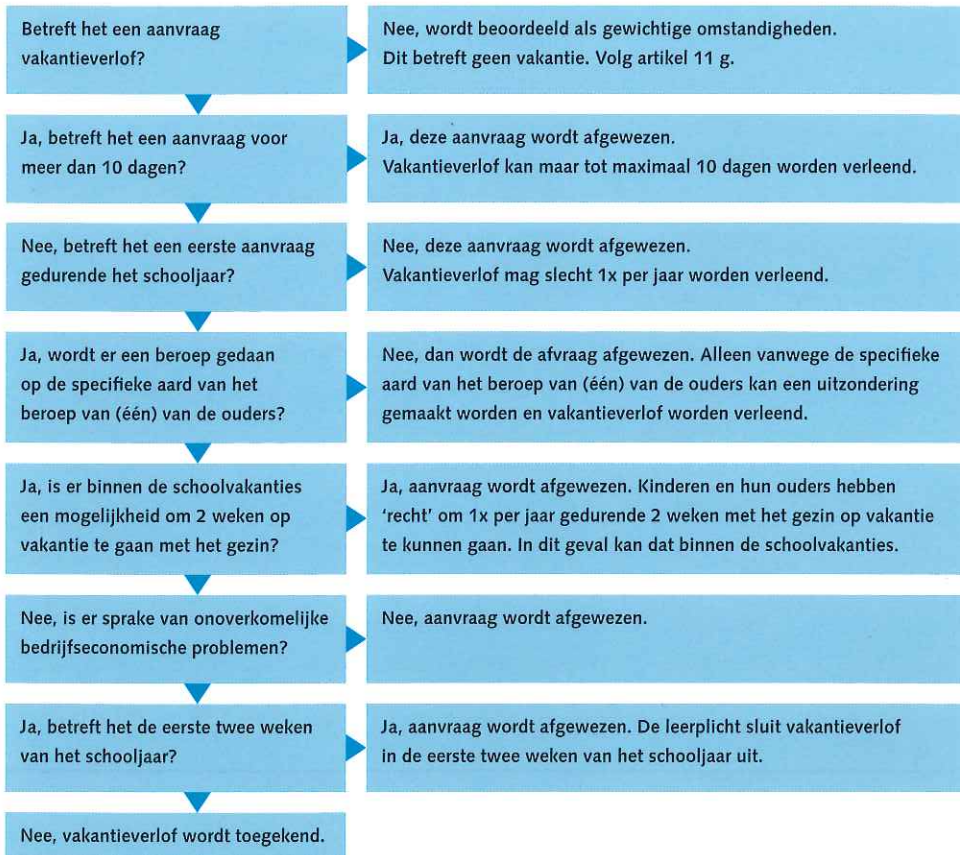 Betreft het een aanvraag
vakantieverlof?
Nee, wordt beoordeeld als gewichtige omstandigheden.
Dit betreft geen vakantie. Volg artikel 11 g.
Ja, betreft het een aanvraag voor
meer dan 10 dagen?
Ja, deze aanvraag wordt afgewezen.
Vakantieverlof kan maar tot maximaal 10 dagen worden verleend.
Nee, betreft het een eerste aanvraag
gedurende het schooljaar?
Nee, deze aanvraag wordt afgewezen.
Vakantieverlof mag slecht 1x per jaar worden verleend.
Ja, wordt er een beroep gedaan
op de specifieke aard van het
beroep van (één) van de ouders?
Nee, dan wordt de afvraag afgewezen. Alleen vanwege de specifieke
aard van het beroep van (één) van de ouders kan een uitzondering
gemaakt worden en vakantieverlof worden verleend.
Ja, is er binnen de schoolvakanties
een mogelijkheid om 2 weken op
vakantie te gaan met het gezin?
Ja, aanvraag wordt afgewezen. Kinderen en hun ouders hebben
‘recht’ om 1x per jaar gedurende 2 weken met het gezin op vakantie
te kunnen gaan. In dit geval kan dat binnen de schoolvakanties.
Nee, is er sprake van onoverkomelijke
bedrijfseconomische problemen?
Nee, aanvraag wordt afgewezen.
Ja, betreft het de eerste twee weken
van het schooljaar?
Ja, aanvraag wordt afgewezen. De leerplicht sluit vakantieverlof
in de eerste twee weken van het schooljaar uit.
Nee, vakantieverlof wordt toegekend.